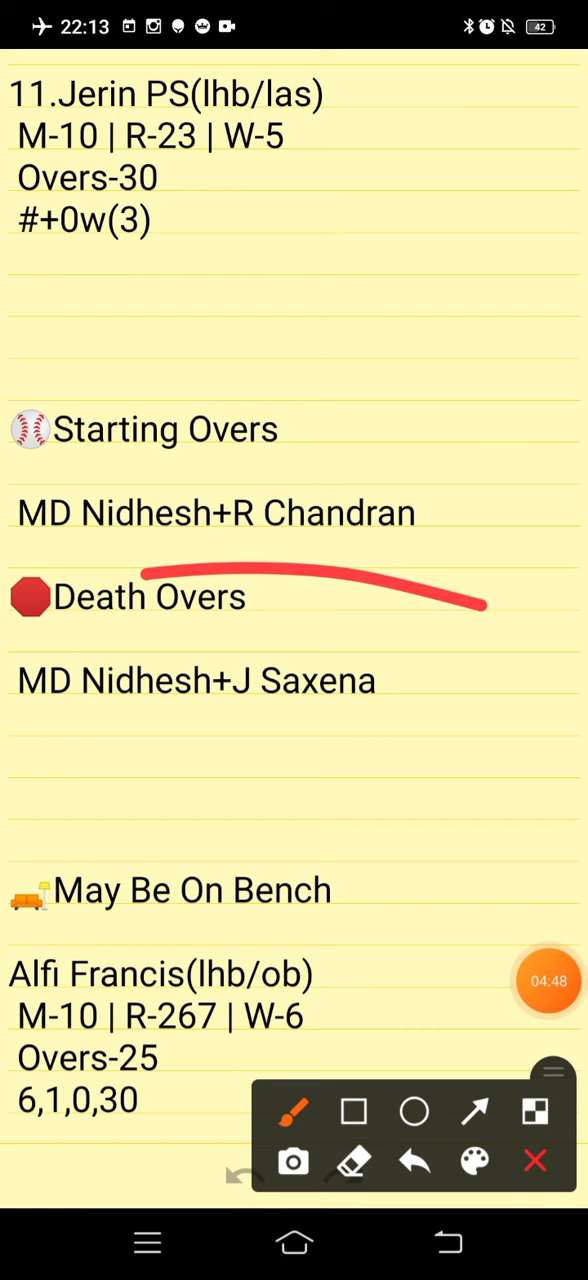 22:13
42
11.Jerin PS(lhb/las)
M-10 | R-23 | W-5
Overs-30
#+0w(3)
Starting Overs
MD Nidhesh+R Chandran
Death Overs
MD Nidhesh+J Saxena
May Be On Bench
Alfi Francis(lhb/ob)
04:48
M-10 | R-267 | W-6
Overs-25
6,1,0,30